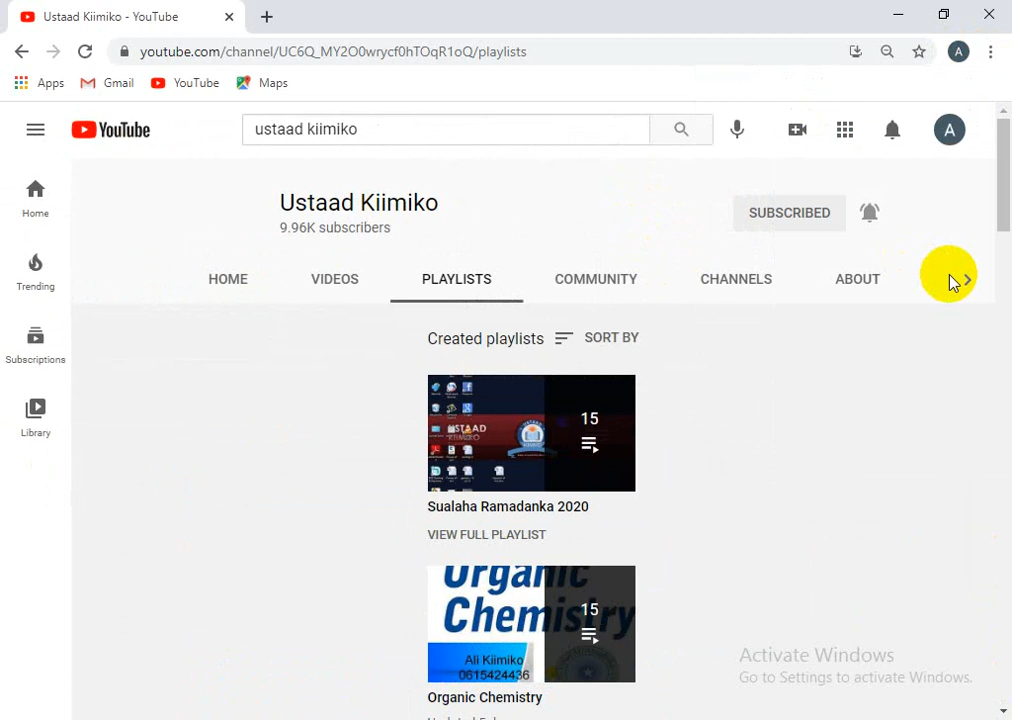 Ustaad Kiimiko - YouTube
youtube.com/channel/UC6Q_MY2O0wrycf0hTOqR1oQ/playlists
A
Apps
Gmail
YouTube
Maps
YouTube
ustaad kiimiko
A
Home
Trending
Subscriptions
Library
Ustaad Kiimiko
9.96K subscribers
SUBSCRIBED
HOME
VIDEOS
PLAYLISTS
COMMUNITY
CHANNELS
ABOUT
Created playlists
SORT BY
USTAAD
KIIMIKO
15
Sualaha Ramadanka 2020
VIEW FULL PLAYLIST
Organic
Chemistry
15
Ali Kiimiko
0615424436
Organic Chemistry
Activate Windows
Go to Settings to activate Windows.